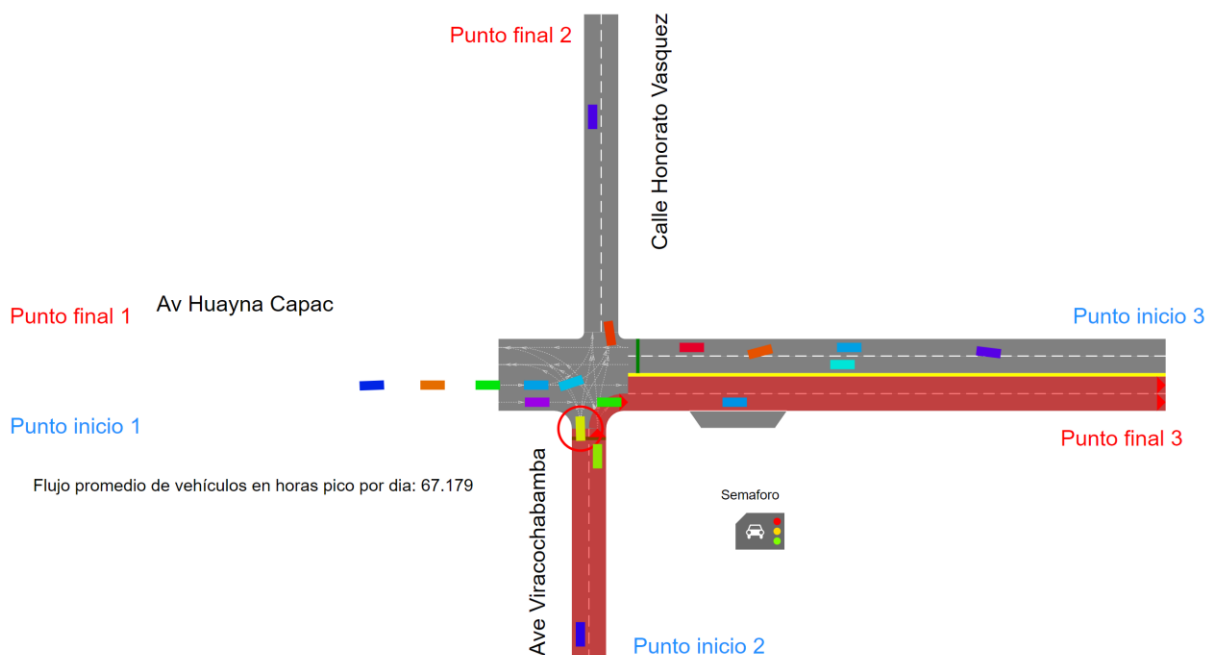 Punto final 2
Calle Honorato Vasquez
Punto final 1
Av Huayna Capac
Punto inicio 3
Punto inicio 1
Punto final 3
Flujo promedio de vehículos en horas pico por dia: 67.179
Ave Viracochabamba
Semaforo
Punto inicio 2